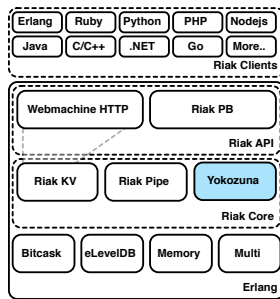 Erlang Ruby Python PHP Nodejs
Java C/C++ .NET Go More..
Riak Clients
Webmachine HTTP Riak PB
Riak API
Riak KV Riak Pipe Yokozuna
Riak Core
Bitcask eLevelDB Memory Multi
Erlang